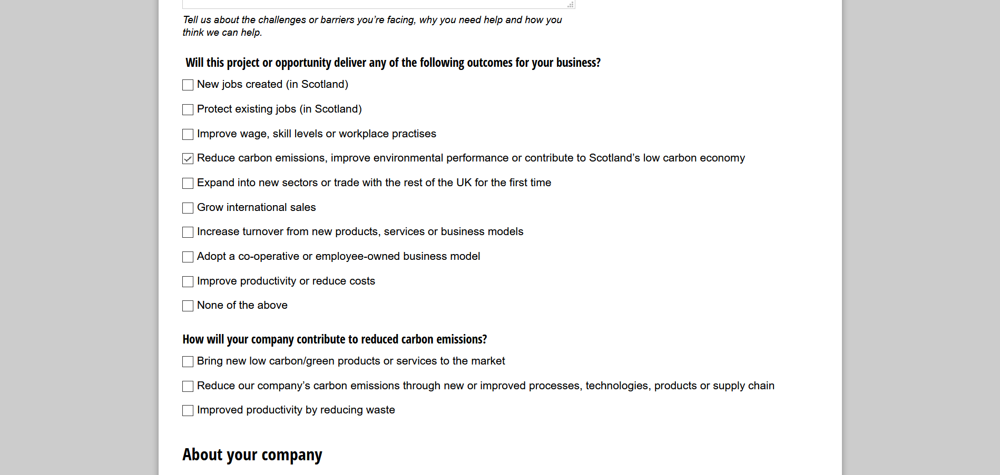 Tell us about the challenges or barriers you’re facing, why you need help and how you
think we can help.
Will this project or opportunity deliver any of the following outcomes for your business?
New jobs created (in Scotland)
Protect existing jobs (in Scotland)
Improve wage, skill levels or workplace practises
Reduce carbon emissions, improve environmental performance or contribute to Scotland’s low carbon economy
Expand into new sectors or trade with the rest of the UK for the first time
Grow international sales
Increase turnover from new products, services or business models
Adopt a co-operative or employee-owned business model
Improve productivity or reduce costs
None of the above
How will your company contribute to reduced carbon emissions?
Bring new low carbon/green products or services to the market
Reduce our company’s carbon emissions through new or improved processes, technologies, products or supply chain
Improved productivity by reducing waste
About your company